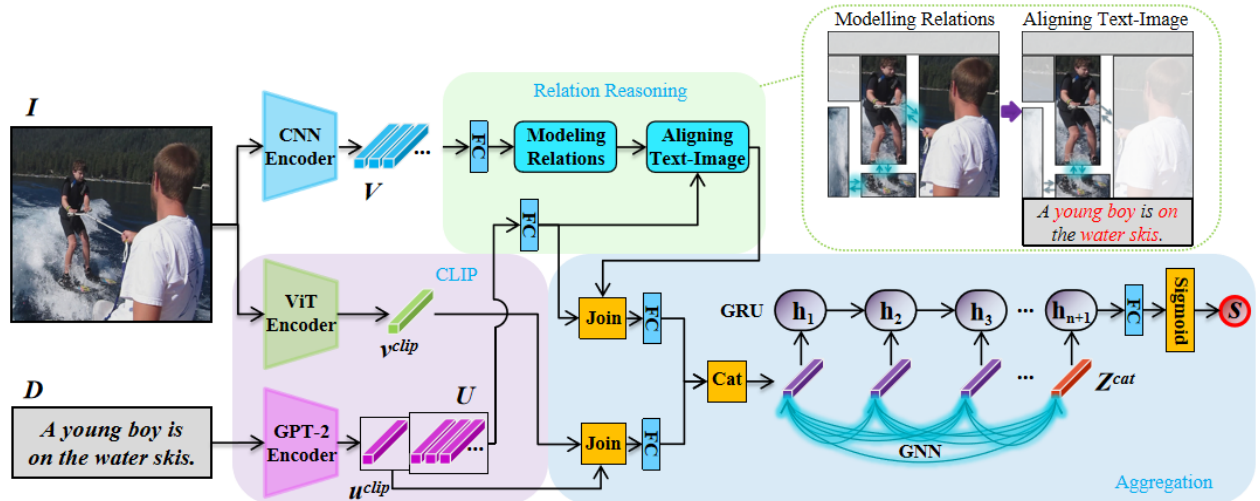 Modelling Relations
Aligning Text-Image
I
Relation Reasoning
CNN
Encoder
V
...
FC
Modeling
Relations
Aligning
Text-Image
A young boy is on
the water skis.
FC
CLIP
ViT
Encoder
v^clip
Join
FC
GRU
h1
h2
h3
...
hn+1
FC
Sigmoid
s
Cat
...
Z^cat
D
A young boy is
on the water skis.
GPT-2
Encoder
U
...
u^clip
Join
FC
GNN
Aggregation